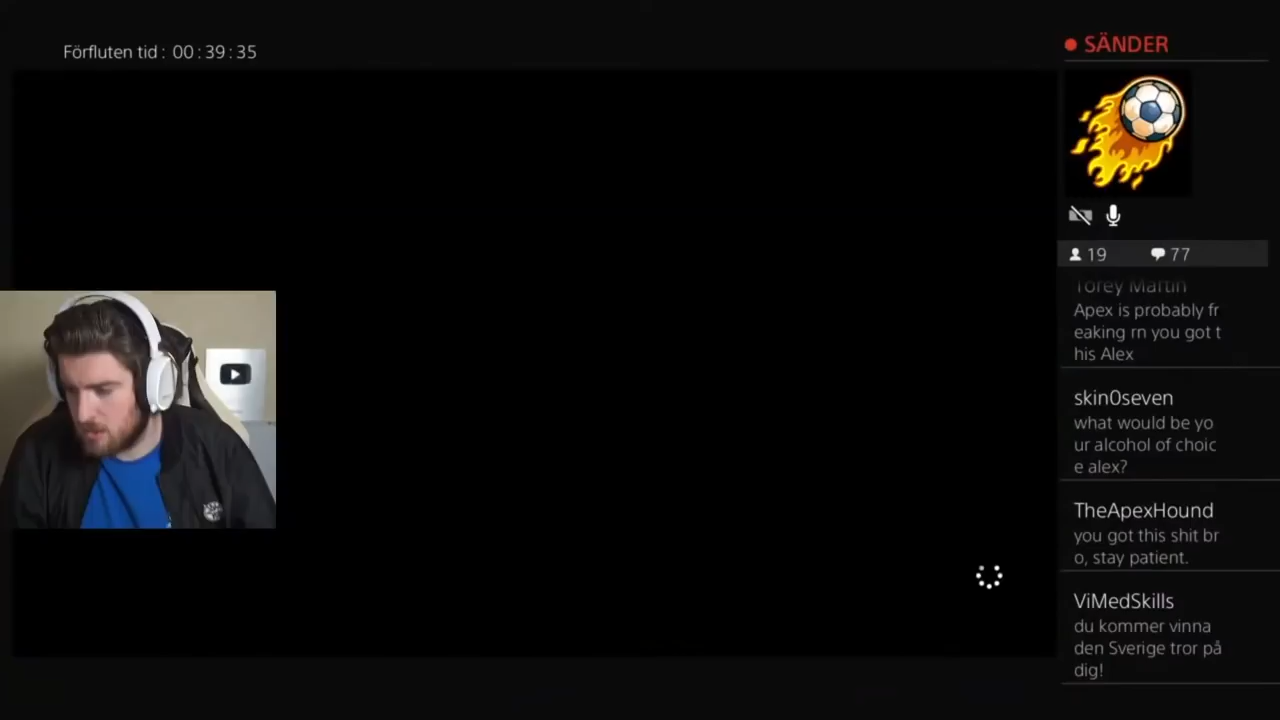 Förfluten tid : 00:39:35
SÄNDER
19 77
Torey Martin
Apex is probably fr
eaking rn you got t
his Alex
skin0seven
what would be yo
ur alcohol of choic
e alex?
TheApexHound
you got this shit br
o, stay patient.
ViMedSkills
du kommer vinna
den Sverige tror på
dig!